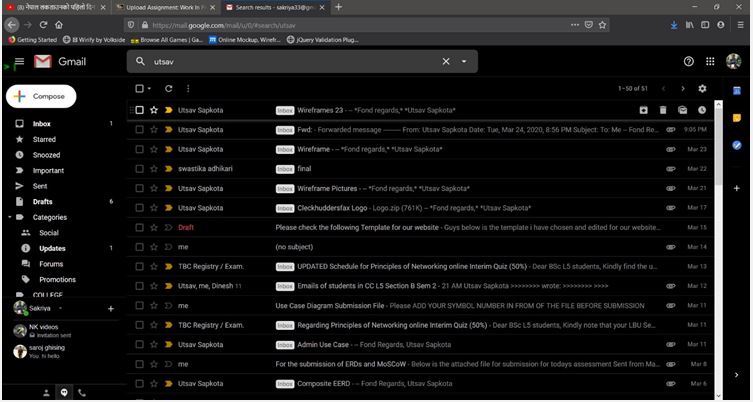 (8) नेपाल लकडाउनको पहिलो दिन
Upload Assignment: Work In P
Search results - sakriya33@gm
https://mail.google.com/mail/u/0/#search/utsav
Getting Started
Wirify by Volkside
Browse All Games | Ga...
Online Mockup, Wirefr...
jQuery Validation Plug...
Gmail
utsav
Compose
1–50 of 51
Inbox 1
Starred
Snoozed
Important
Sent
Drafts 6
Categories
Social
Updates 1
Forums
Promotions
COLLEGE
Sakriya
NK videos
invitation sent
saroj ghising
You: hi hello
Utsav Sapkota Inbox Wireframes 23 - -- *Fond regards,* *Utsav Sapkota*
Utsav Sapkota Inbox Fwd: - Forwarded message --------- From: Utsav Sapkota Date: Tue, Mar 24, 2020, 8:56 PM Subject: To: Me -- Fond Re... 9:05 PM
Utsav Sapkota Inbox Wireframe - -- *Fond regards,* *Utsav Sapkota* Mar 23
swastika adhikari Inbox final Mar 22
Utsav Sapkota Inbox Wireframe Pictures - -- *Fond regards,* *Utsav Sapkota* Mar 21
Utsav Sapkota Inbox Cleckhuddersfax Logo - Logo.zip (761K) -- *Fond regards,* *Utsav Sapkota* Mar 17
Draft Please check the following Template for our website - Guys below is the template i have chosen and edited for our website... Mar 15
me (no subject) Mar 14
TBC Registry / Exam. Inbox UPDATED Schedule for Principles of Networking online Interim Quiz (50%) - Dear BSc L5 students, Kindly find the u... Mar 13
Utsav, me, Dinesh 11 Inbox Emails of students in CC L5 Section B Sem 2 - 21 AM Utsav Sapkota >>>>>>>> wrote: >>>>>>>> >>>> Mar 12
me Use Case Diagram Submission File - Please ADD YOUR SYMBOL NUMBER IN FROM OF THE FILE BEFORE SUBMISSION Mar 11
TBC Registry / Exam. Inbox Regarding Principles of Networking online Interim Quiz (50%) - Dear BSc L5 students, Kindly note that your LBU Se... Mar 11
Utsav Sapkota Inbox Admin Use Case - -- Fond Regards, Utsav Sapkota Mar 11
me For the submission of ERDs and MoSCoW - Below is the attached file for submission for todays assessment Sent from Ma... Mar 8
Utsav Sapkota Inbox Composite EERD - -- Fond Regards, Utsav Sapkota Mar 6